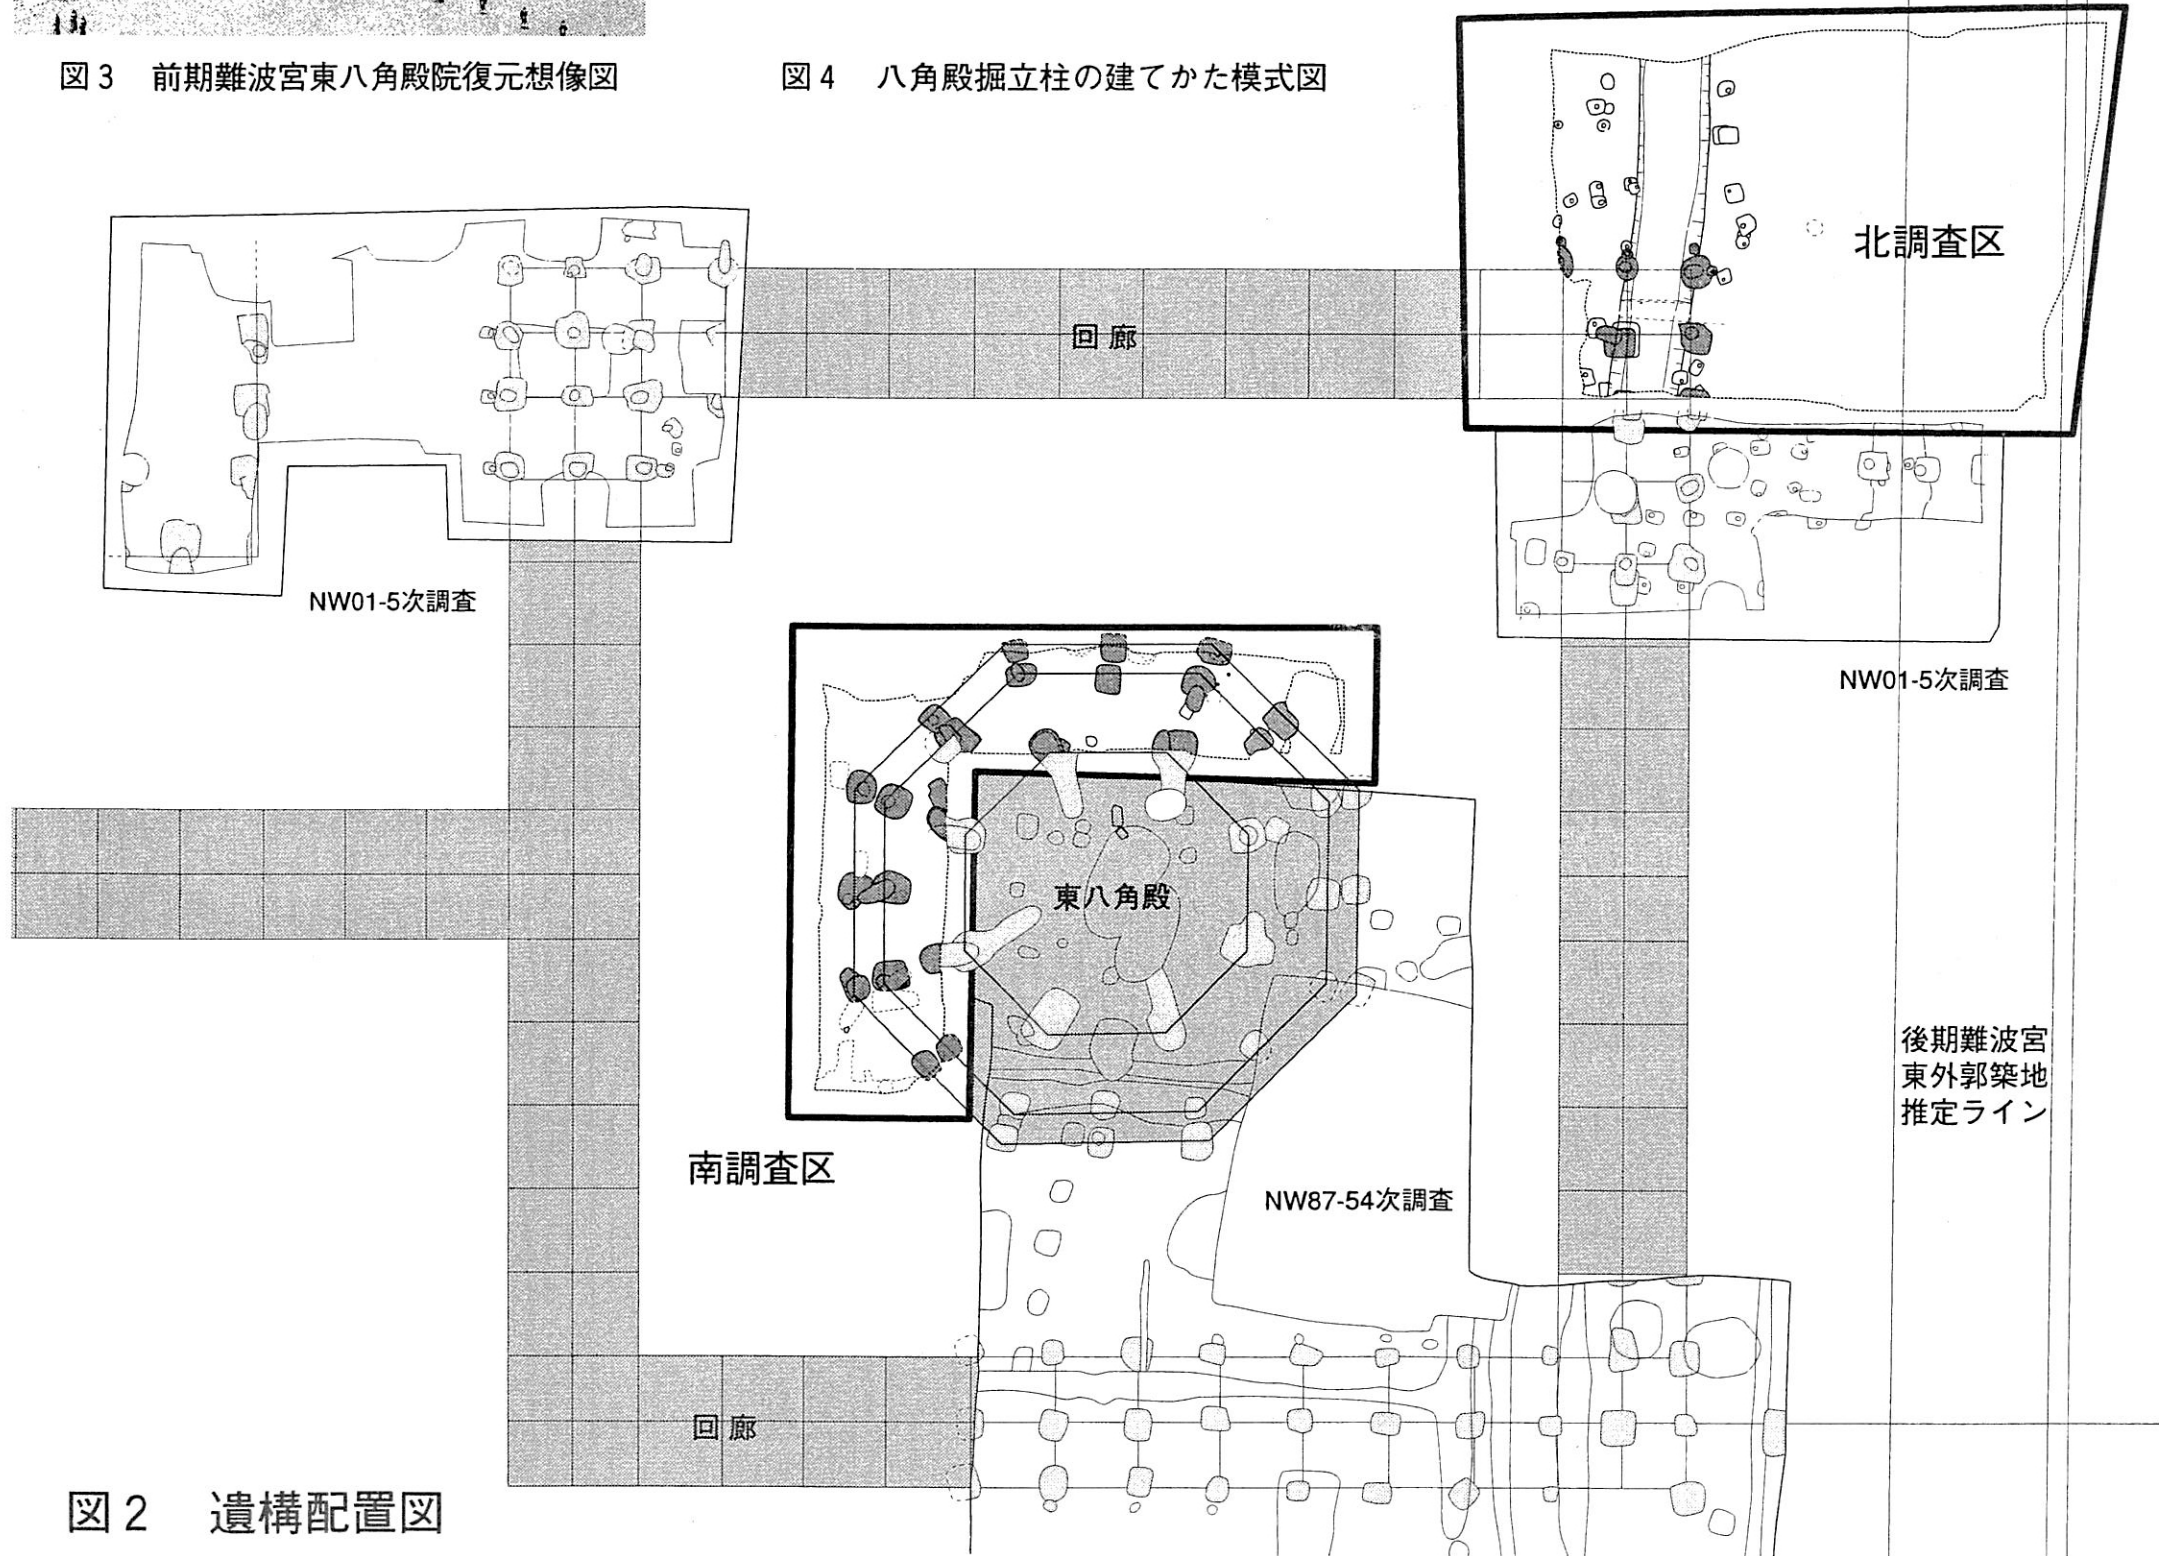 図3 前期難波宮東八角殿院復元想像図
図4 八角殿掘立柱の建てかた模式図
北調査区
回廊
NW01-5次調査
NW01-5次調査
東八角殿
後期難波宮
東外郭築地
推定ライン
南調査区
NW87-54次調査
回廊
図2 遺構配置図